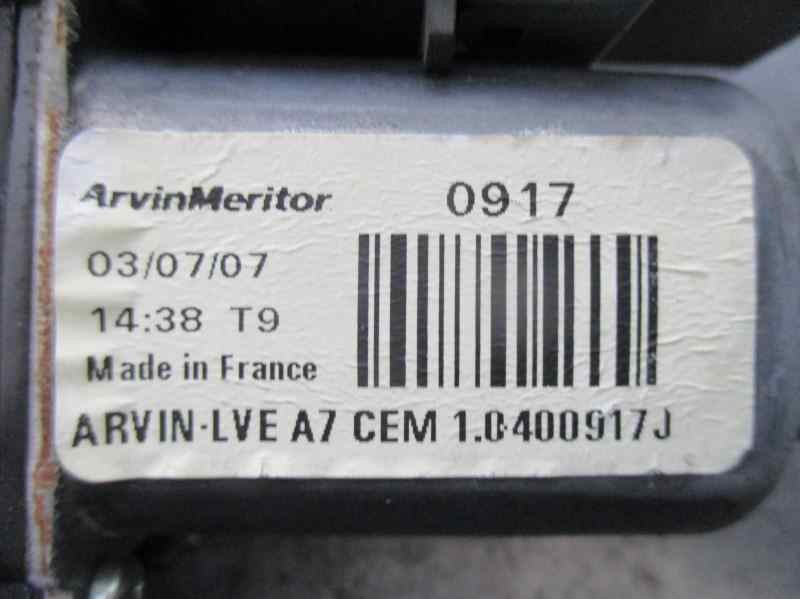 ArvinMeritor 0917
03/07/07
14:38 T9
Made in France
ARVIN-LVE A7 CEM 1.0400917J